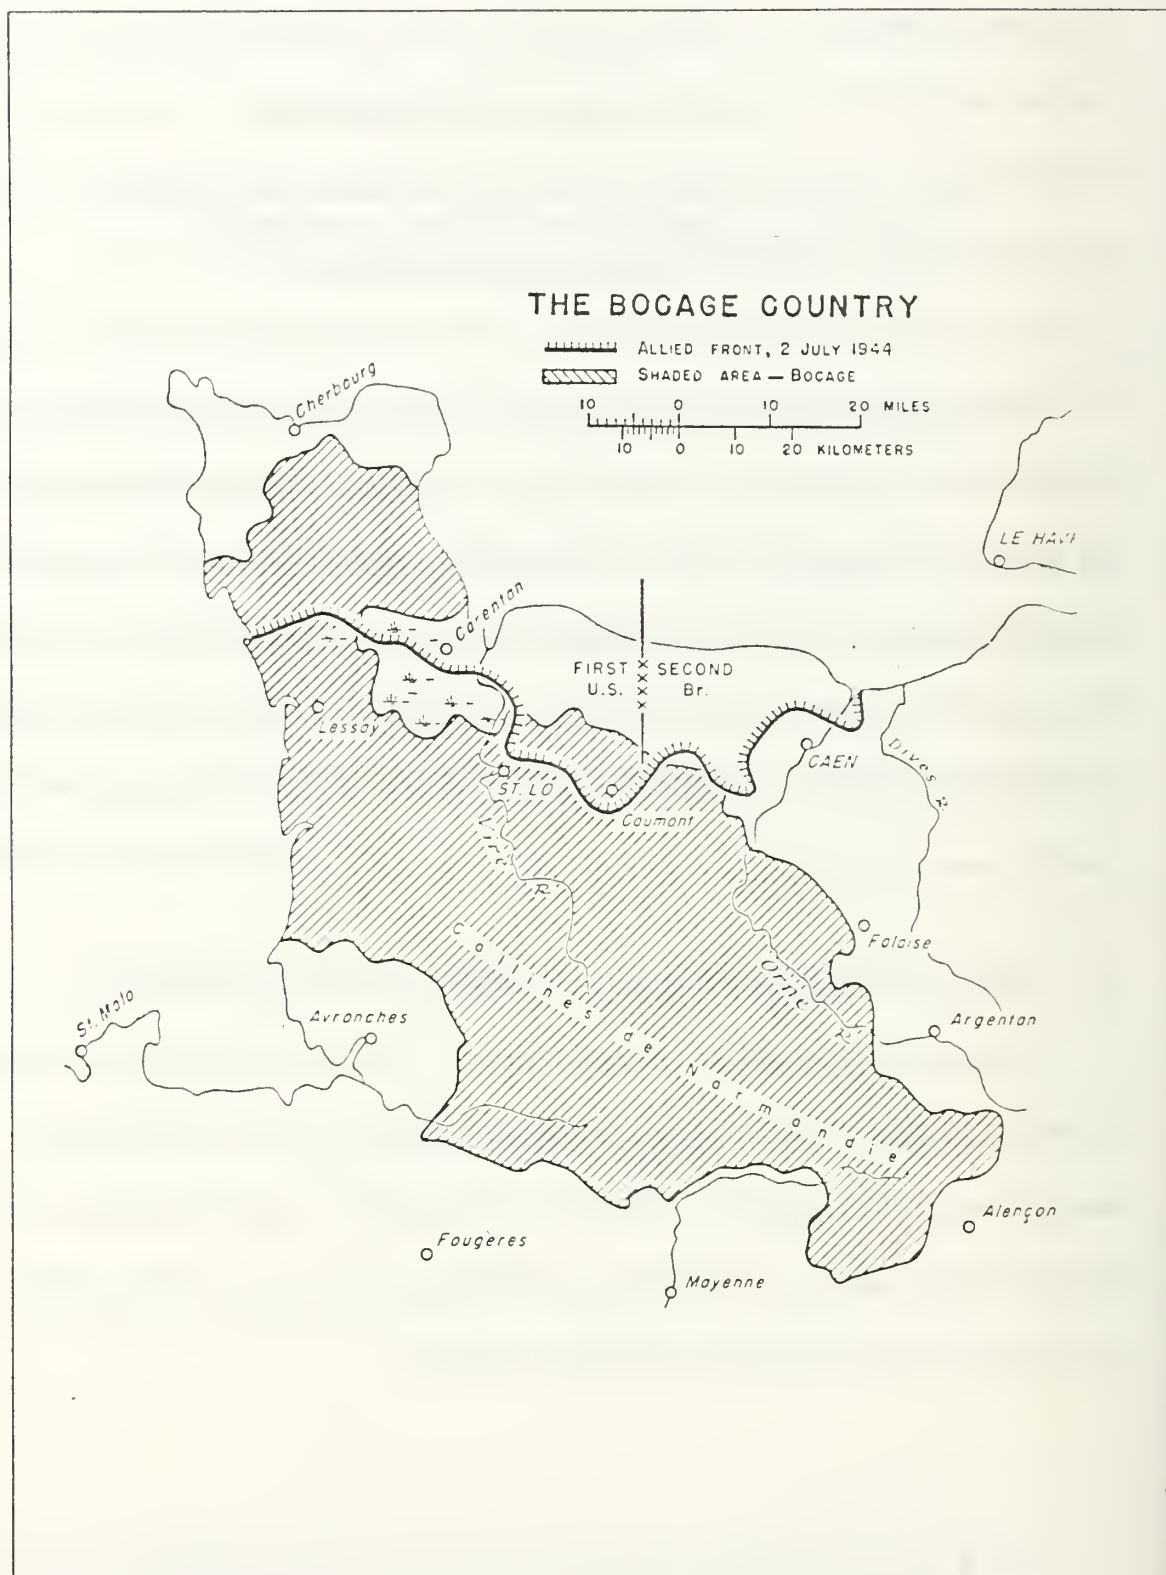 THE BOCAGE COUNTRY
ALLIED FRONT, 2 JULY 1944
SHADED AREA — BOCAGE
10 0 10 20 MILES
10 0 10 20 KILOMETERS
Cherbourg
LE HAV
Carentan
FIRST SECOND
U.S. Br.
Lessay
CAEN
Dives R.
ST. LO
Caumont
Vire R.
Falaise
Collines de Normandie
Orne R.
St. Malo
Avranches
Argentan
Alençon
Fougères
Mayenne